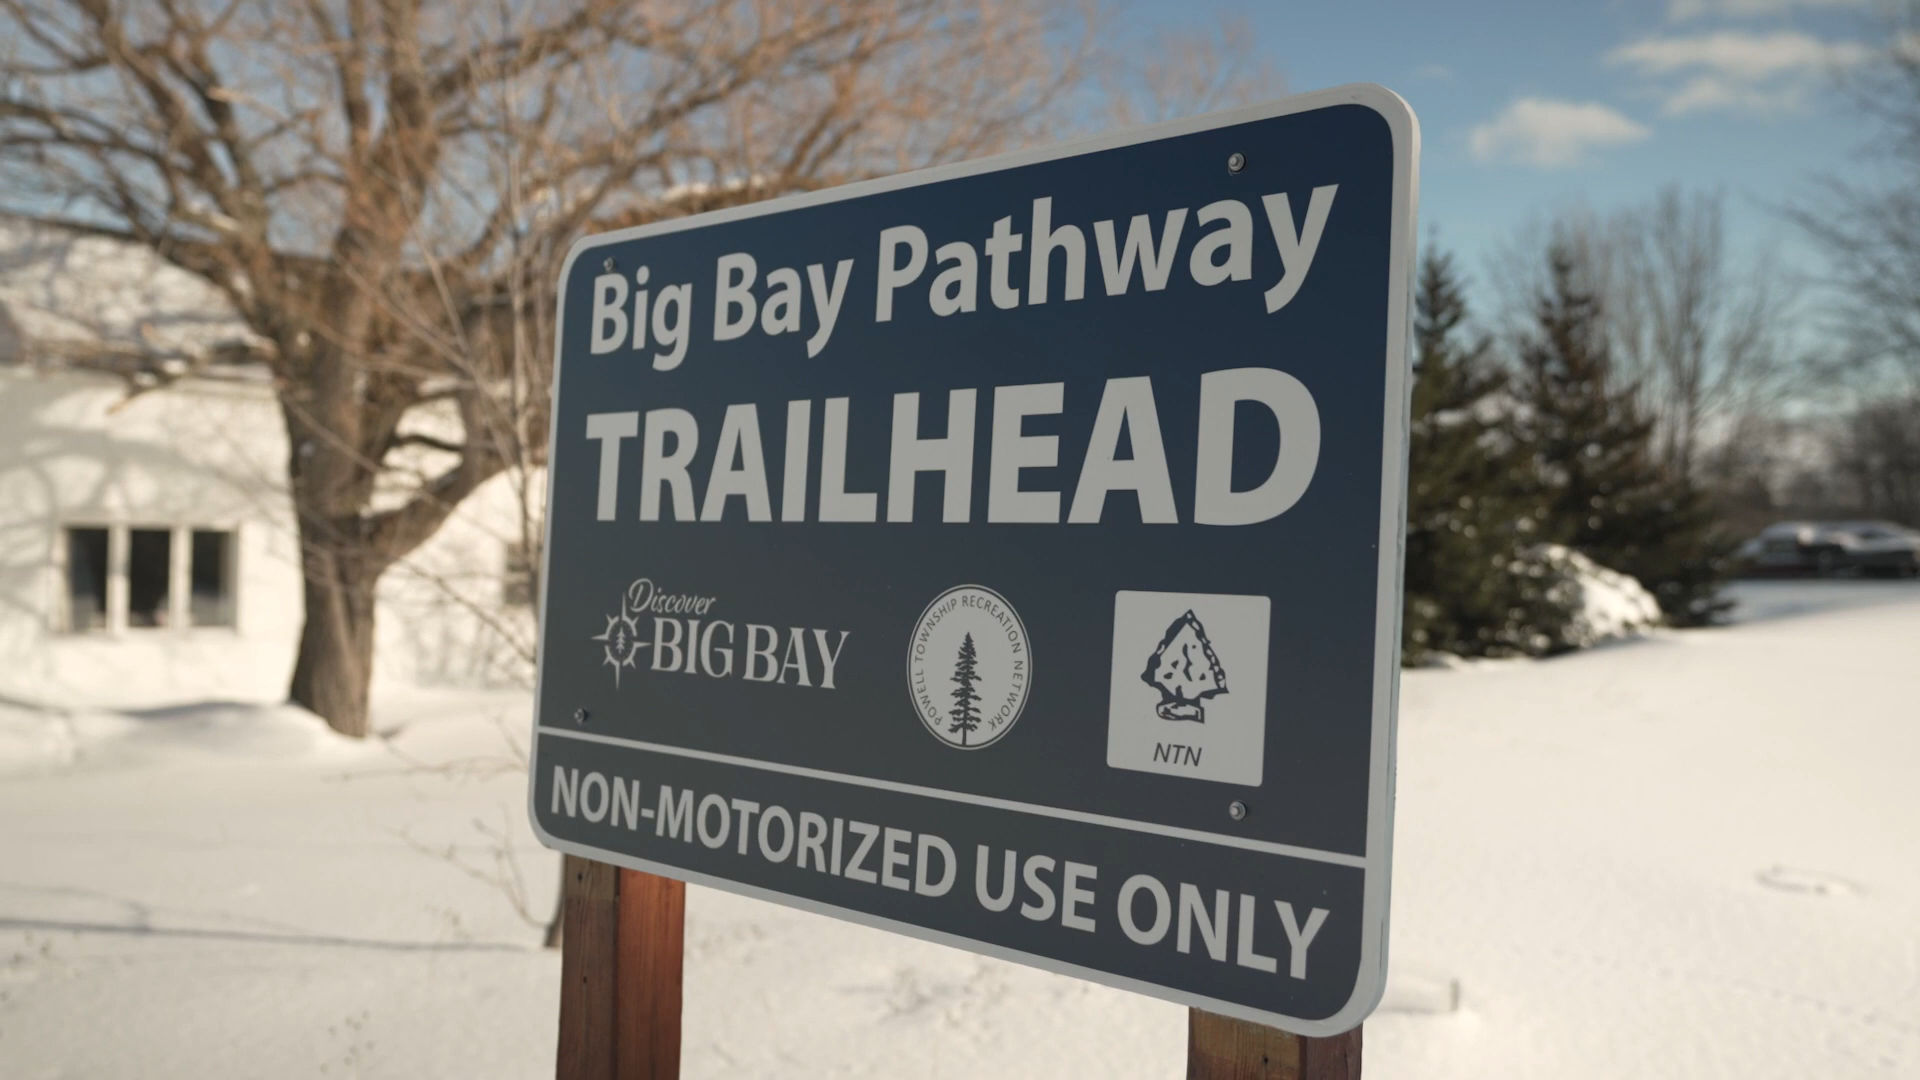 Big Bay Pathway
TRAILHEAD
Discover
BIG BAY
POWELL TOWNSHIP RECREATION NETWORK
NTN
NON-MOTORIZED USE ONLY